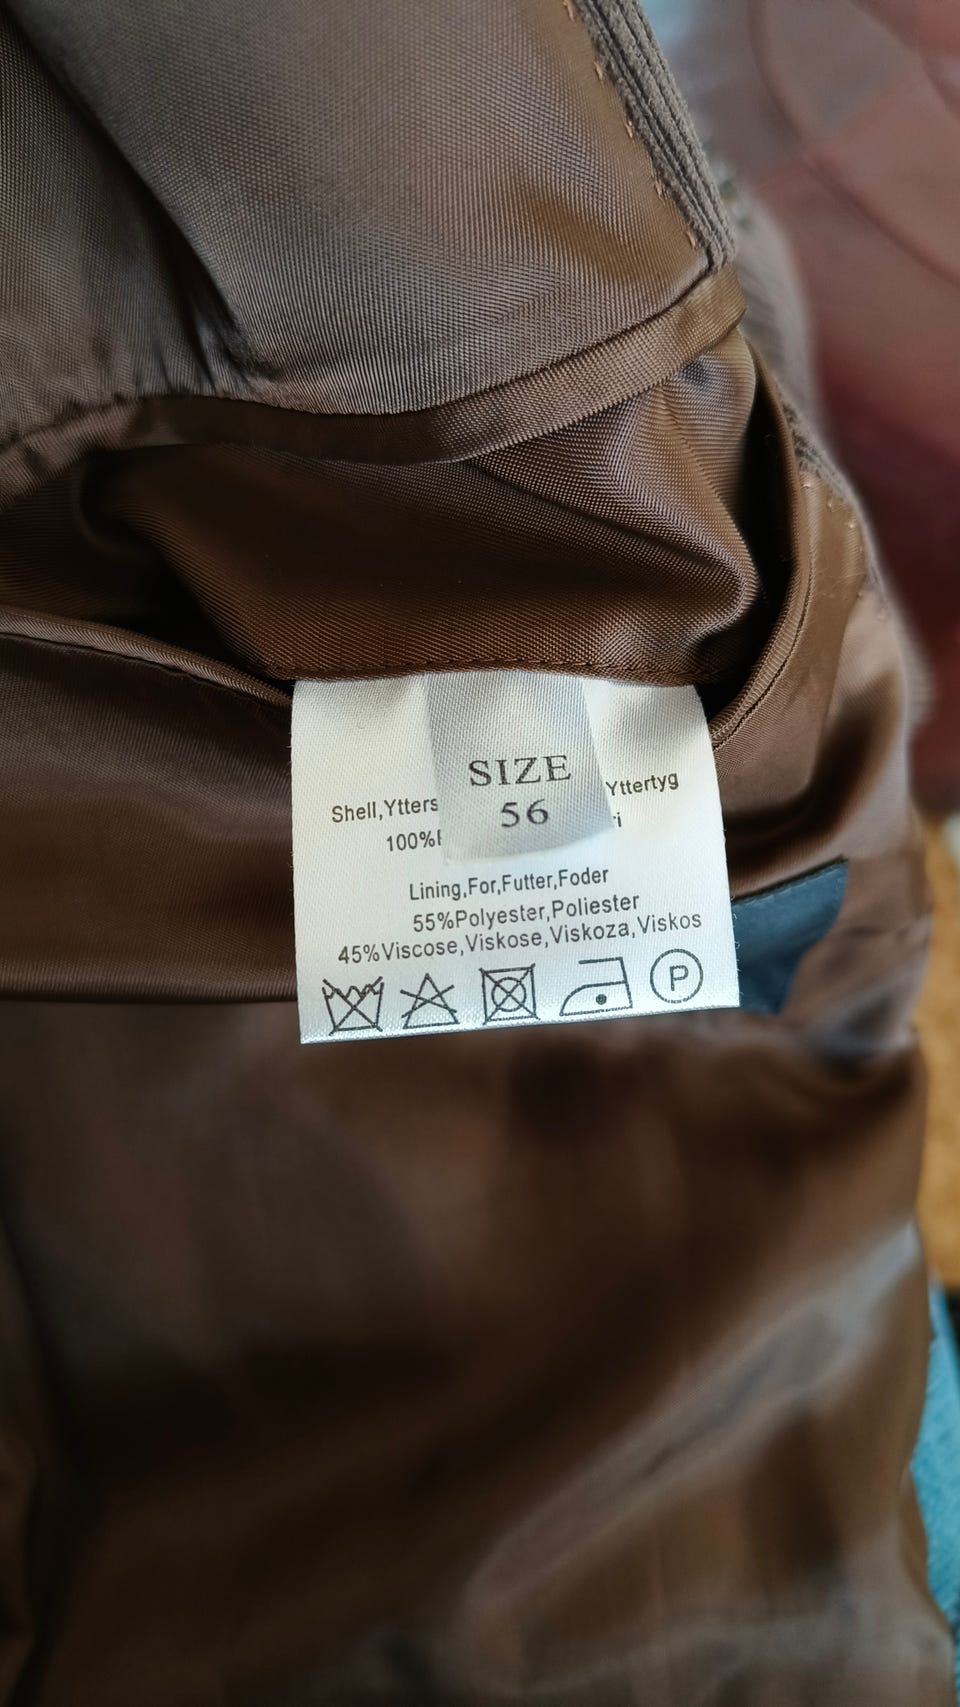 SIZE
56
Shell,Ytters Yttertyg
100%
Lining,For,Futter,Foder
55%Polyester,Poliester
45%Viscose,Viskose,Viskoza,Viskos
P